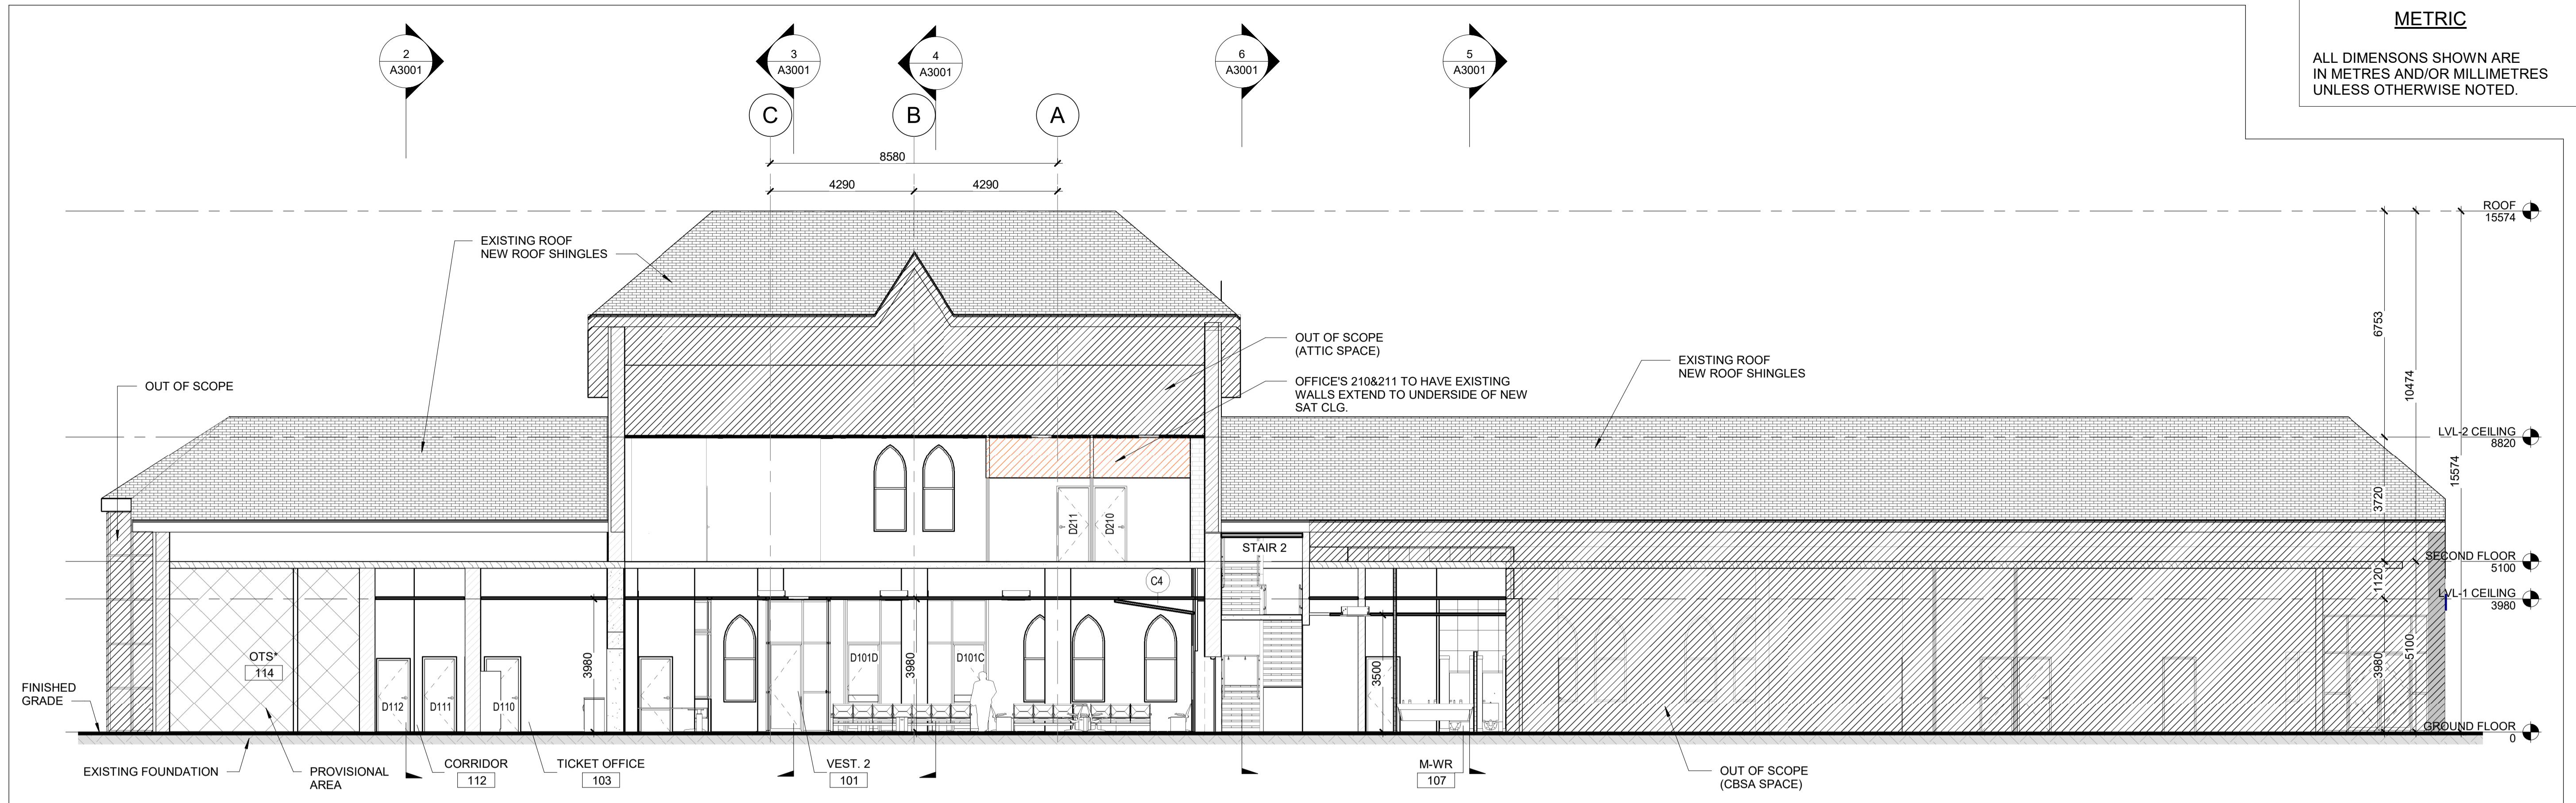 METRIC
ALL DIMENSONS SHOWN ARE
IN METRES AND/OR MILLIMETRES
UNLESS OTHERWISE NOTED.
2
A3001
3
A3001
4
A3001
6
A3001
5
A3001
C
B
A
8580
4290
4290
ROOF
15574
EXISTING ROOF
NEW ROOF SHINGLES
6753
OUT OF SCOPE
(ATTIC SPACE)
EXISTING ROOF
NEW ROOF SHINGLES
OUT OF SCOPE
OFFICE'S 210&211 TO HAVE EXISTING
WALLS EXTEND TO UNDERSIDE OF NEW
SAT CLG.
10474
LVL-2 CEILING
8820
15574
3720
D211
D210
STAIR 2
SECOND FLOOR
5100
C4
1120
LVL-1 CEILING
3980
5100
OTS*
114
3980
D101D
3980
D101C
3500
3980
FINISHED
GRADE
D112
D111
D110
GROUND FLOOR
0
EXISTING FOUNDATION
PROVISIONAL
AREA
CORRIDOR
112
TICKET OFFICE
103
VEST. 2
101
M-WR
107
OUT OF SCOPE
(CBSA SPACE)